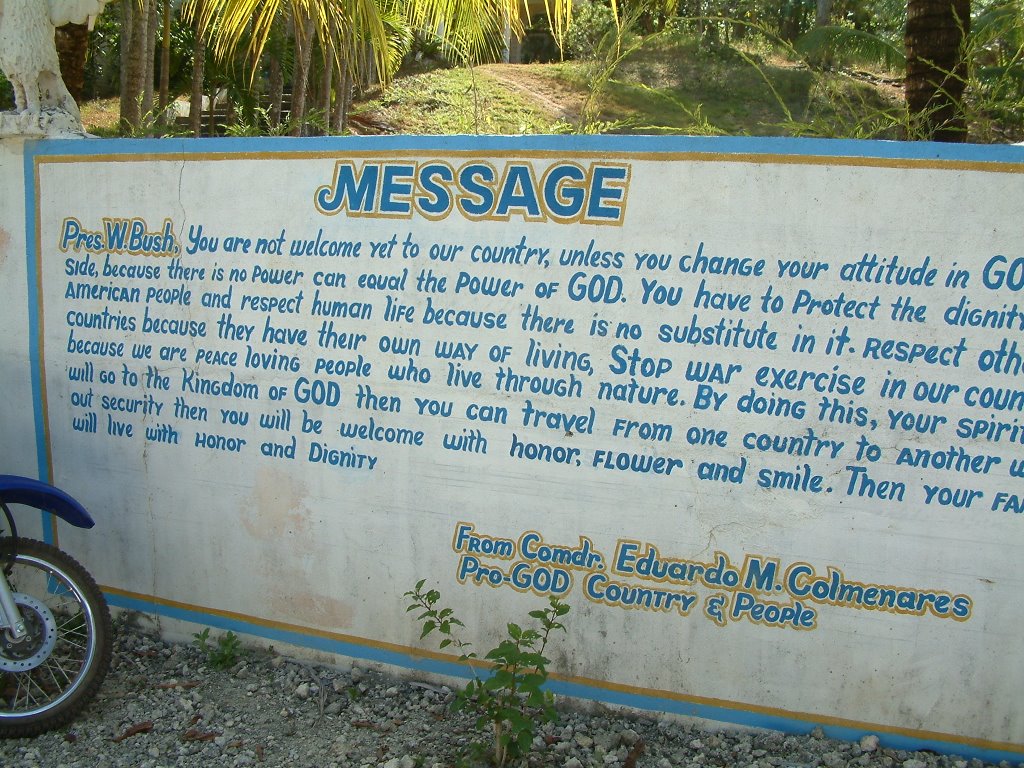 MESSAGE
Pres. W. Bush, You are not welcome yet to our country, unless you change your attitude in
Side, because there is no Power can equal the Power of GOD. You have to Protect the dignity
American People and respect human life because there is no substitute in it. Respect
countries because they have their own way of living, Stop war exercise in our
because we are peace loving people who live through nature. By doing this, your
will go to the Kingdom of GOD then you can travel from one country to another
out security then you will be welcome with honor, flower and smile. Then your
will live with Honor and Dignity
From Comdr. Eduardo M. Colmenares
Pro-GOD Country & People